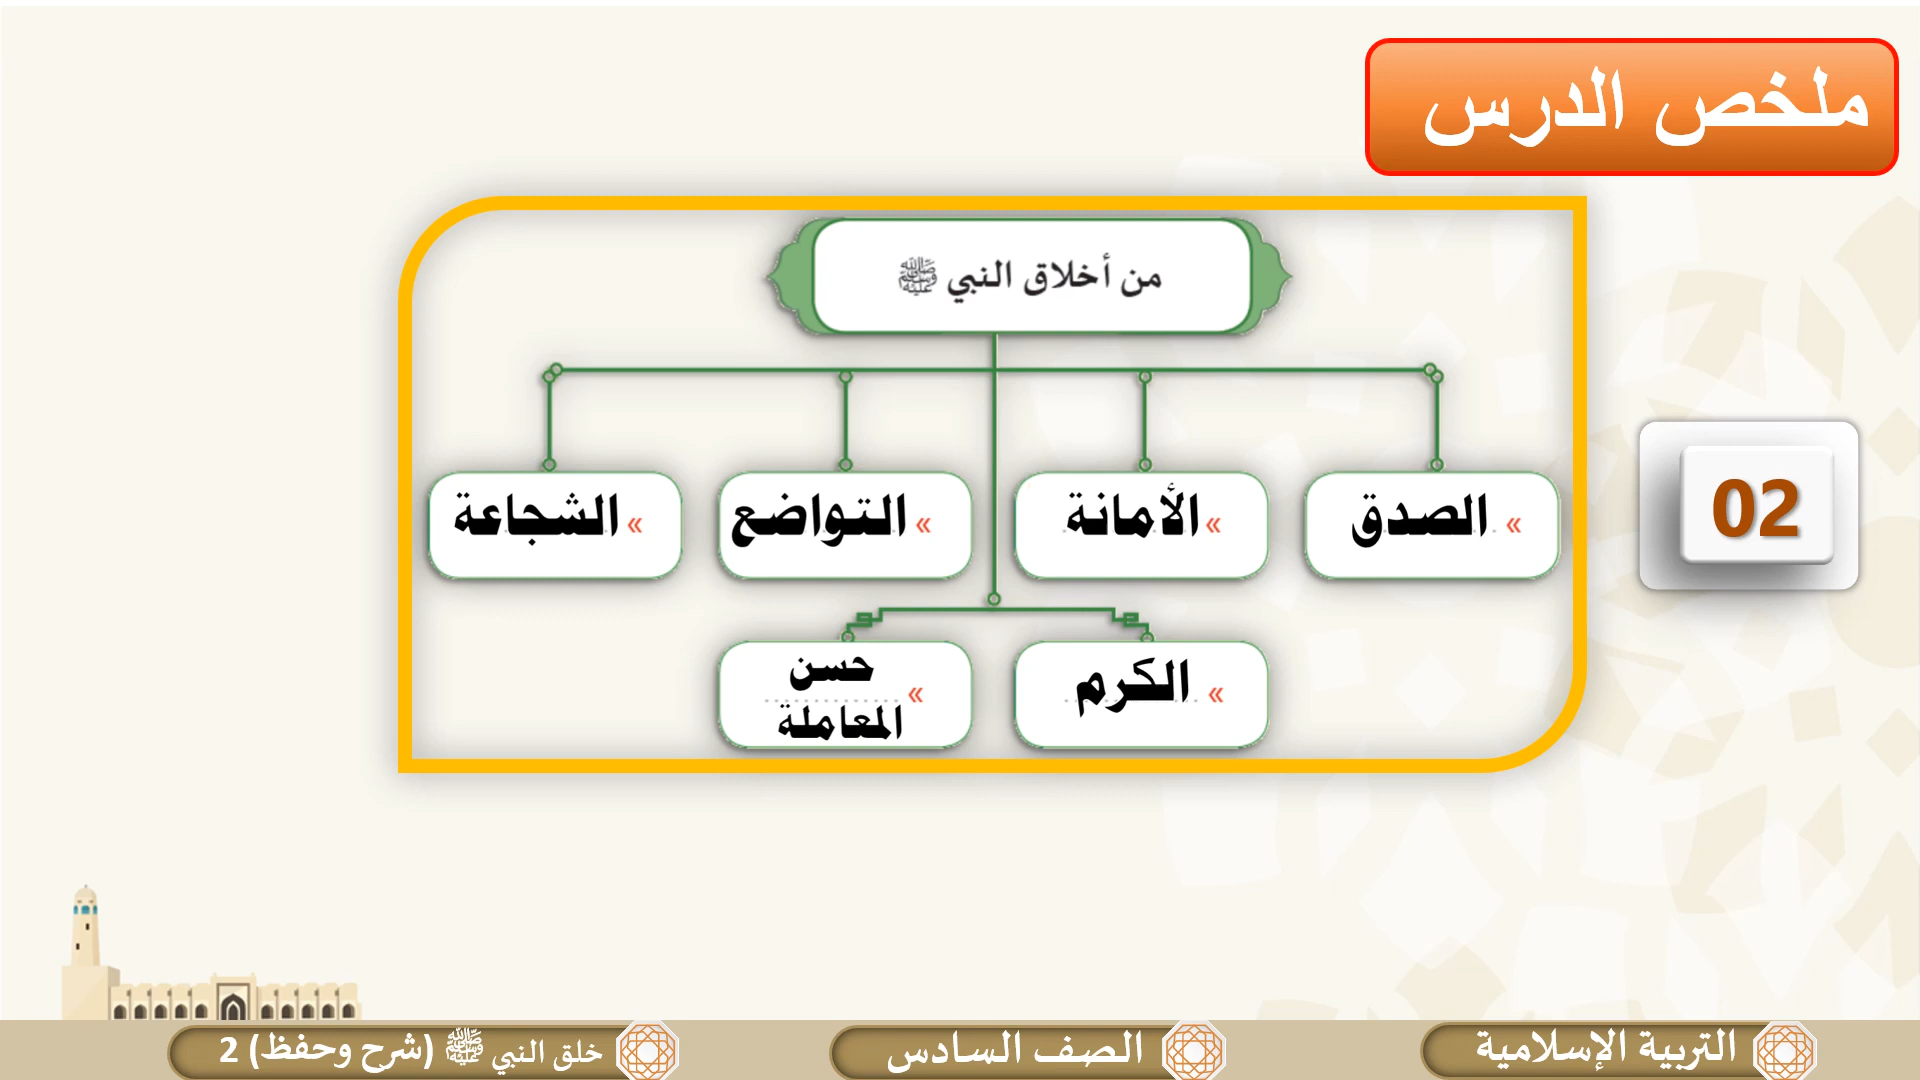 ملخص الدرس
من أخلاق النبي ﷺ
» الصدق
» الأمانة
» التواضع
» الشجاعة
» الكرم
» حسن
المعاملة
02
التربية الإسلامية
الصف السادس
خلق النبي ﷺ (شرح وحفظ) 2